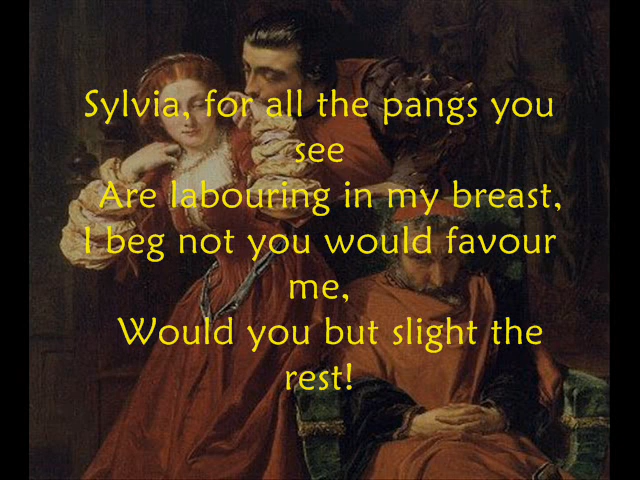 Sylvia, for all the pangs you
see
Are labouring in my breast,
I beg not you would favour
me,
Would you but slight the
rest!